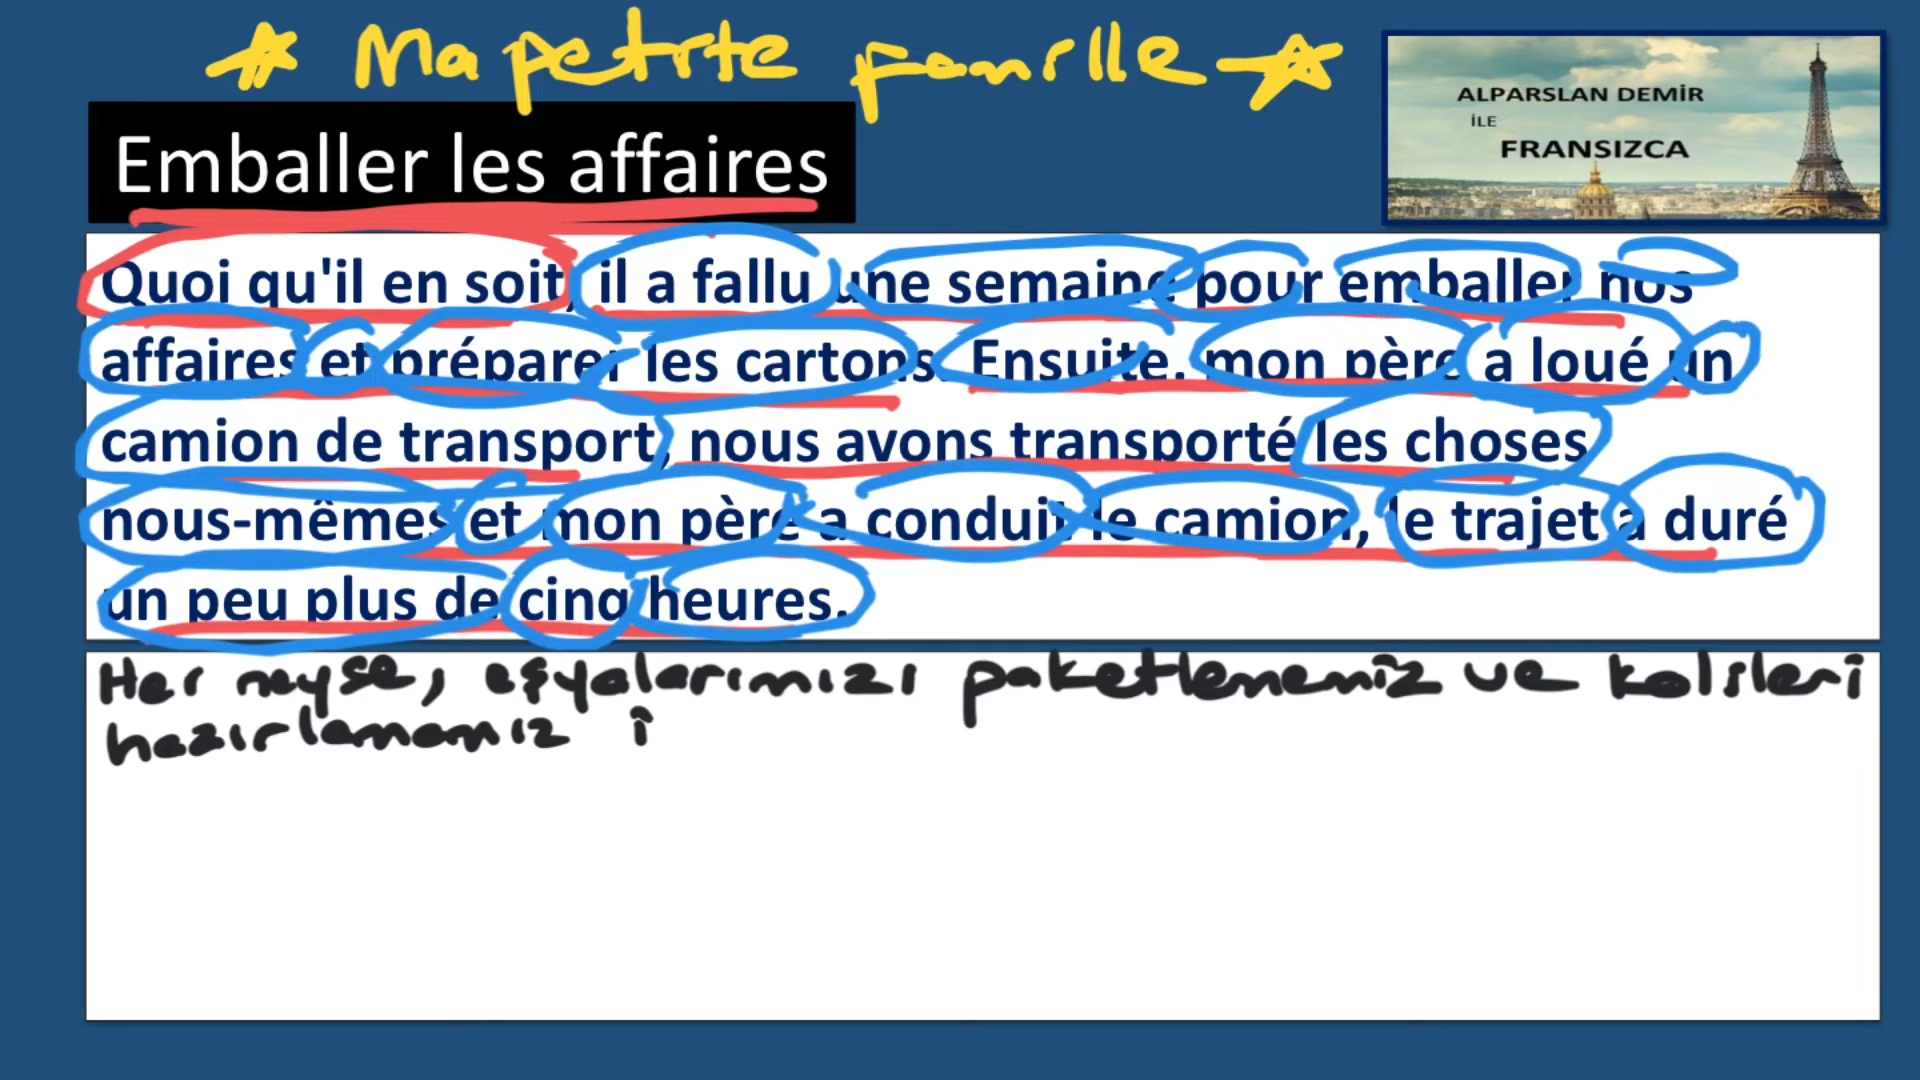 Ma petite famille
ALPARSLAN DEMİR
İLE
FRANSIZCA
Emballer les affaires
Quoi qu'il en soit, il a fallu une semaine pour emballer nos
affaires et préparer les cartons. Ensuite, mon père a loué un
camion de transport, nous avons transporté les choses
nous-mêmes et mon père a conduit le camion, le trajet a duré
un peu plus de cinq heures.
Her neyse, eşyalarımızı paketlememiz ve kolileri
hazırlamamız i